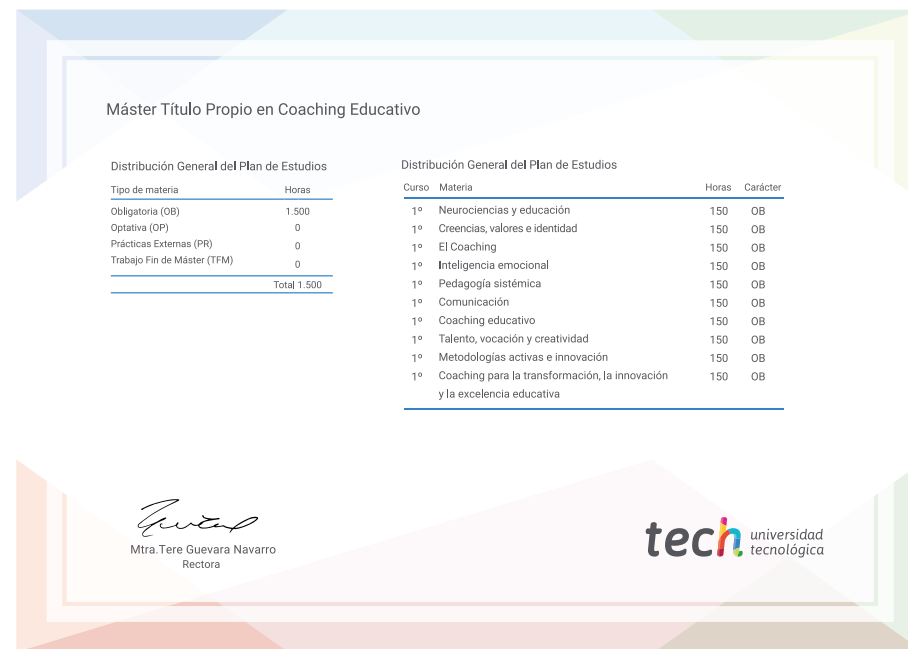 Máster Título Propio en Coaching Educativo
Distribución General del Plan de Estudios
Tipo de materia Horas
Obligatoria (OB) 1.500
Optativa (OP) 0
Prácticas Externas (PR) 0
Trabajo Fin de Máster (TFM) 0
Total 1.500
Distribución General del Plan de Estudios
Curso Materia Horas Carácter
1º Neurociencias y educación 150 OB
1º Creencias, valores e identidad 150 OB
1º El Coaching 150 OB
1º Inteligencia emocional 150 OB
1º Pedagogía sistémica 150 OB
1º Comunicación 150 OB
1º Coaching educativo 150 OB
1º Talento, vocación y creatividad 150 OB
1º Metodologías activas e innovación 150 OB
1º Coaching para la transformación, la innovación 150 OB
y la excelencia educativa
Mtra.Tere Guevara Navarro
Rectora
tech universidad
tecnológica